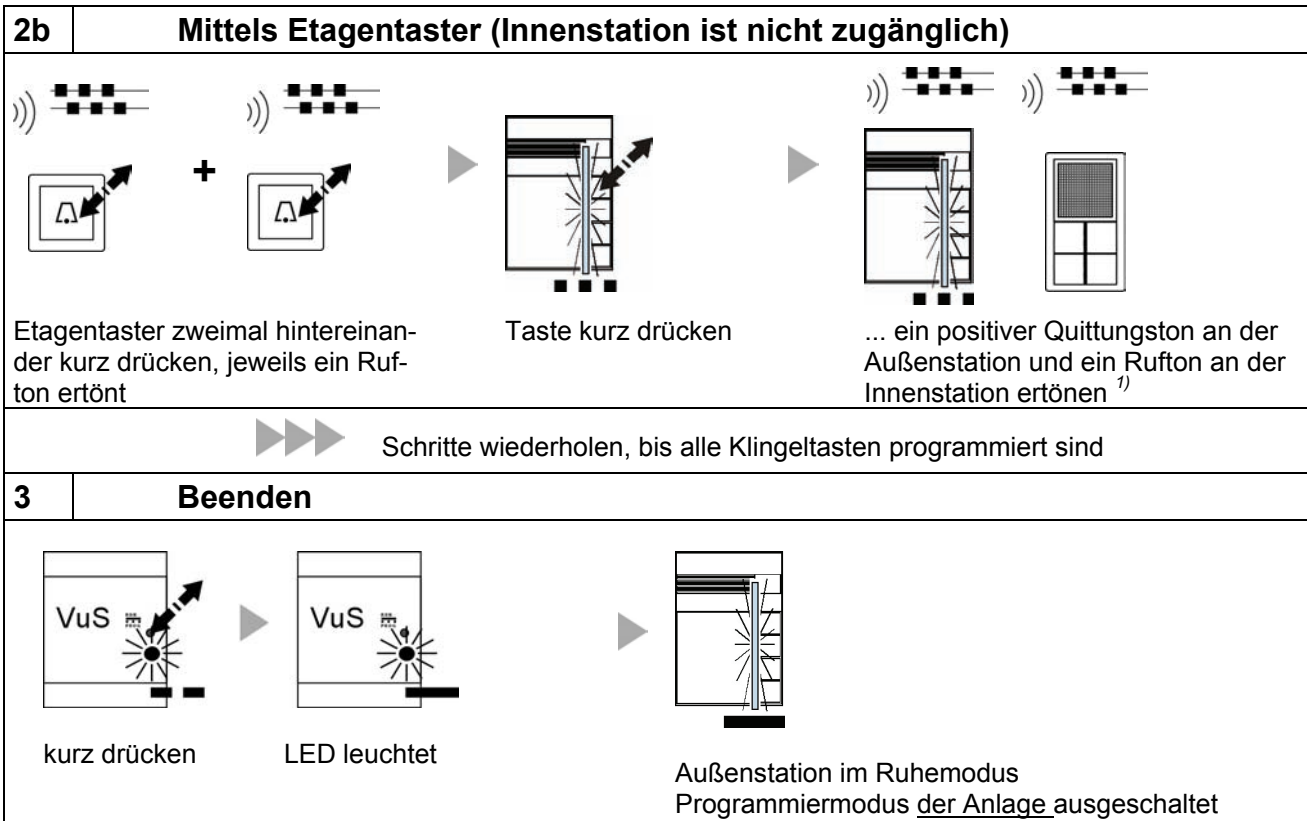 2b Mittels Etagentaster (Innenstation ist nicht zugänglich)
+
Etagentaster zweimal hintereinan-
der kurz drücken, jeweils ein Ruf-
ton ertönt
Taste kurz drücken
... ein positiver Quittungston an der
Außenstation und ein Rufton an der
Innenstation ertönen 1)
Schritte wiederholen, bis alle Klingeltasten programmiert sind
3 Beenden
VuS
VuS
kurz drücken
LED leuchtet
Außenstation im Ruhemodus
Programmiermodus der Anlage ausgeschaltet